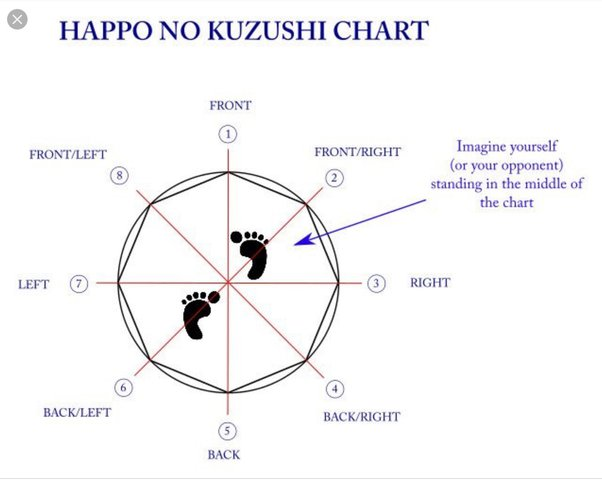 HAPPO NO KUZUSHI CHART
FRONT
1
FRONT/LEFT
8
FRONT/RIGHT
2
Imagine yourself
(or your opponent)
standing in the middle of
the chart
LEFT
7
3
RIGHT
6
BACK/LEFT
4
BACK/RIGHT
5
BACK